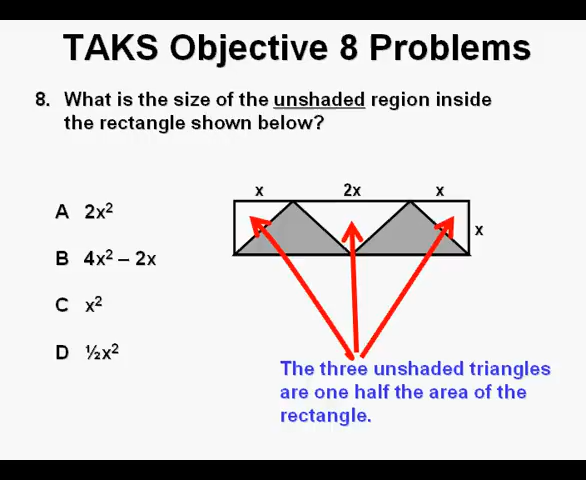 TAKS Objective 8 Problems
8. What is the size of the unshaded region inside
the rectangle shown below?
x 2x x
x
A 2x²
B 4x² – 2x
C x²
D ½x²
The three unshaded triangles
are one half the area of the
rectangle.